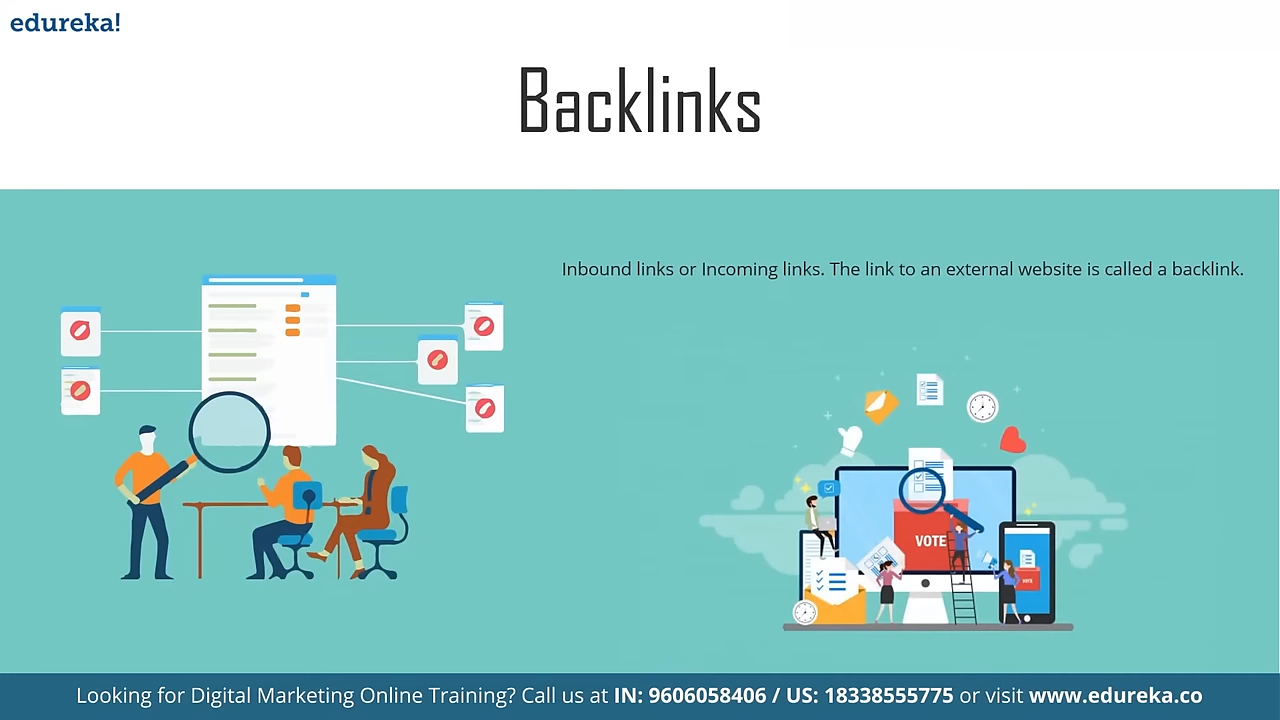 edureka!
Backlinks
Inbound links or Incoming links. The link to an external website is called a backlink.
VOTE
VOTE
Looking for Digital Marketing Online Training? Call us at IN: 9606058406 / US: 18338555775 or visit www.edureka.co